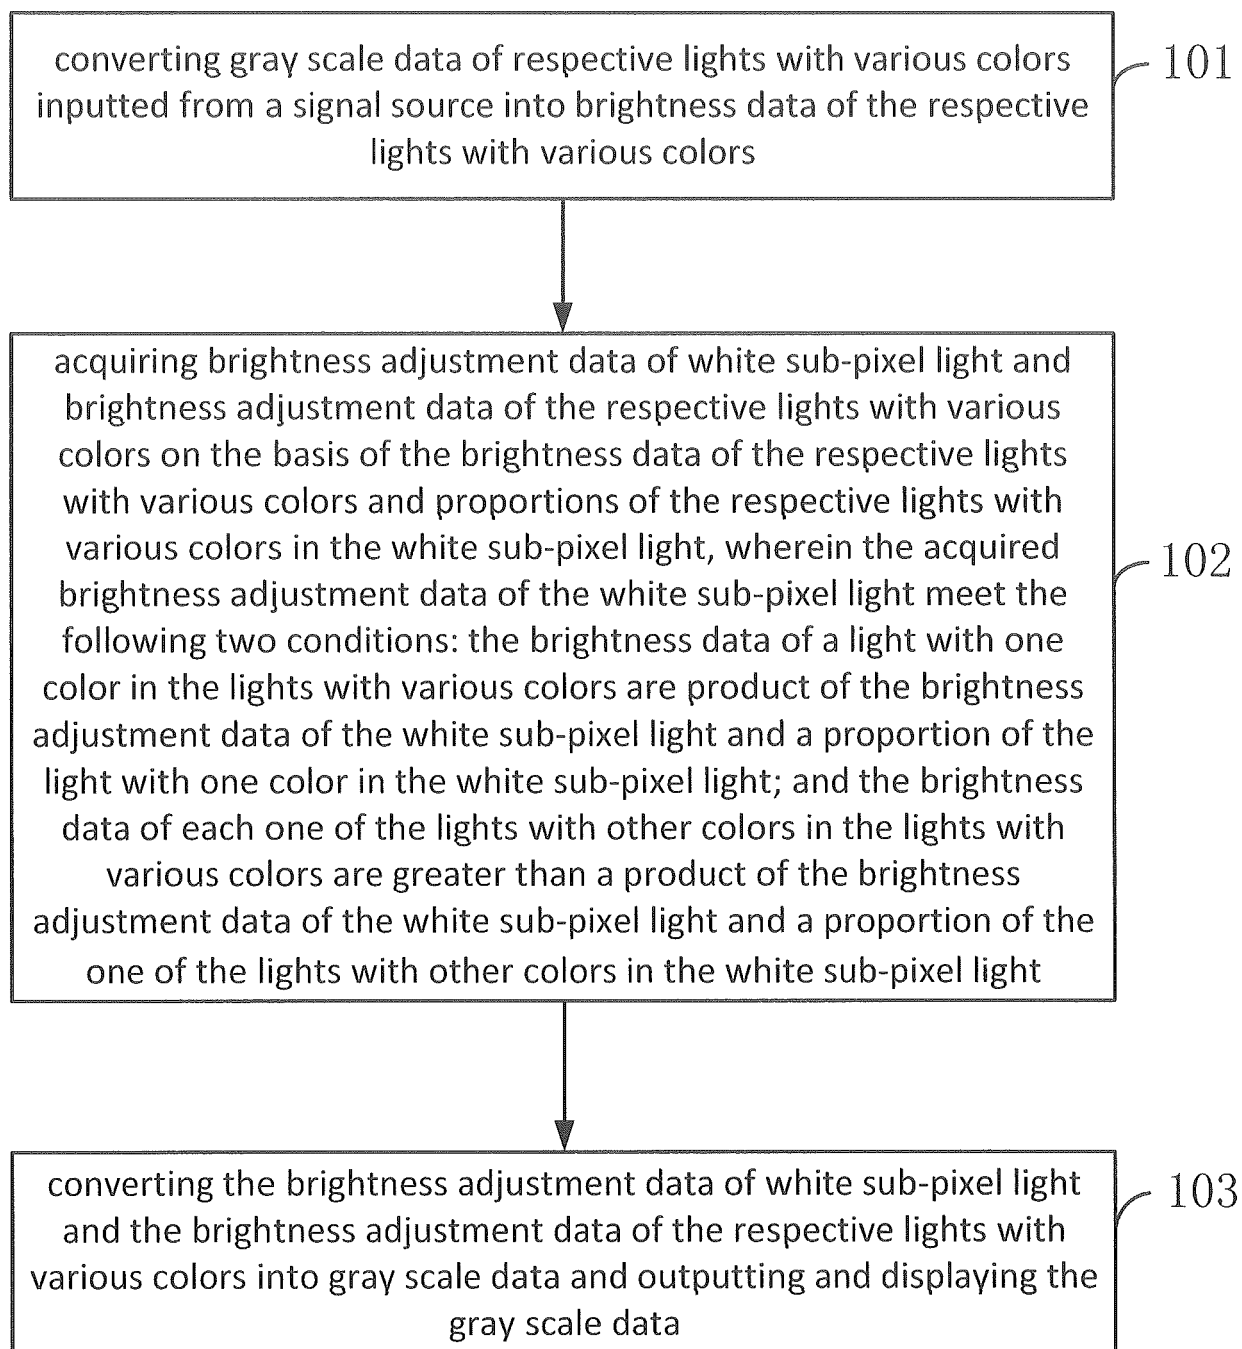 converting gray scale data of respective lights with various colors
inputted from a signal source into brightness data of the respective
lights with various colors
101
acquiring brightness adjustment data of white sub-pixel light and
brightness adjustment data of the respective lights with various
colors on the basis of the brightness data of the respective lights
with various colors and proportions of the respective lights with
various colors in the white sub-pixel light, wherein the acquired
brightness adjustment data of the white sub-pixel light meet the
following two conditions: the brightness data of a light with one
color in the lights with various colors are product of the brightness
adjustment data of the white sub-pixel light and a proportion of the
light with one color in the white sub-pixel light; and the brightness
data of each one of the lights with other colors in the lights with
various colors are greater than a product of the brightness
adjustment data of the white sub-pixel light and a proportion of the
one of the lights with other colors in the white sub-pixel light
102
converting the brightness adjustment data of white sub-pixel light
and the brightness adjustment data of the respective lights with
various colors into gray scale data and outputting and displaying the
gray scale data
103